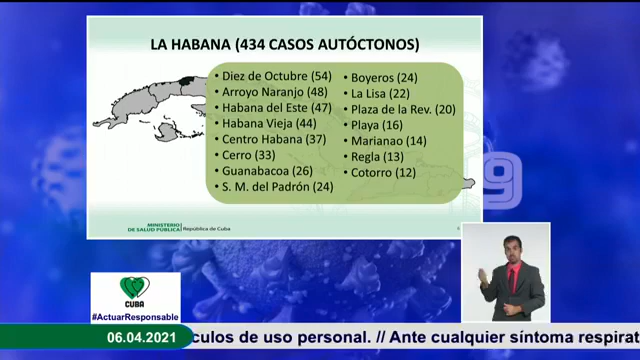 LA HABANA (434 CASOS AUTÓCTONOS)
• Diez de Octubre (54)
• Arroyo Naranjo (48)
• Habana del Este (47)
• Habana Vieja (44)
• Centro Habana (37)
• Cerro (33)
• Guanabacoa (26)
• S. M. del Padrón (24)
• Boyeros (24)
• La Lisa (22)
• Plaza de la Rev. (20)
• Playa (16)
• Marianao (14)
• Regla (13)
• Cotorro (12)
9
MINISTERIO
DE SALUD PÚBLICA
República de Cuba
CUBA
#ActuarResponsable
06.04.2021
culos de uso personal. // Ante cualquier síntoma respirat